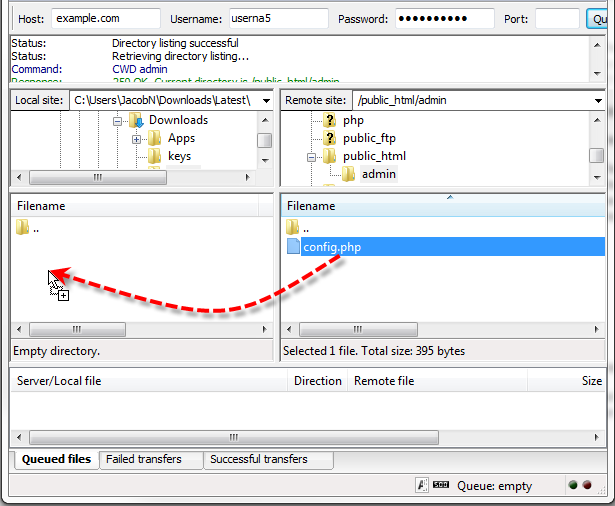 Host: example.com Username: userna5 Password: ●●●●●●●●●● Port: Qu
Status: Directory listing successful
Status: Retrieving directory listing...
Command: CWD admin
Response: 250 OK. Current directory is /public_html/admin
Local site: C:\Users\JacobN\Downloads\Latest\ Remote site: /public_html/admin
Downloads php
Apps public_ftp
keys public_html
admin
Filename Filename
.. ..
config.php
Empty directory. Selected 1 file. Total size: 395 bytes
Server/Local file Direction Remote file Size
Queued files Failed transfers Successful transfers
Queue: empty